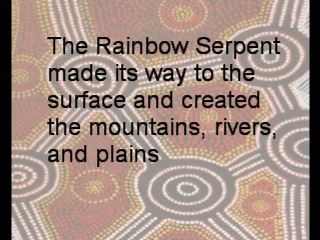 The Rainbow Serpent
made its way to the
surface and created
the mountains, rivers,
and plains